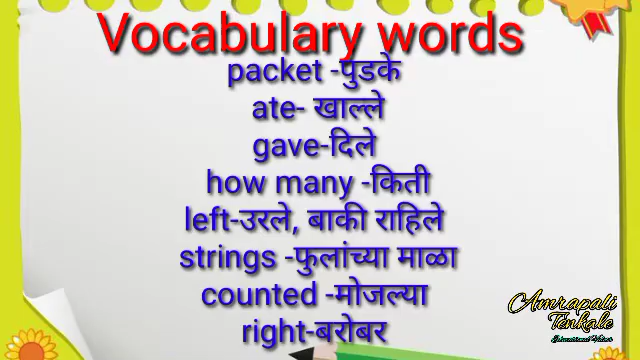 Vocabulary words
packet -पुडके
ate- खाल्ले
gave-दिले
how many -किती
left-उरले, बाकी राहिले
strings -फुलांच्या माळा
counted -मोजल्या
right-बरोबर
Amrapali
Tenkale